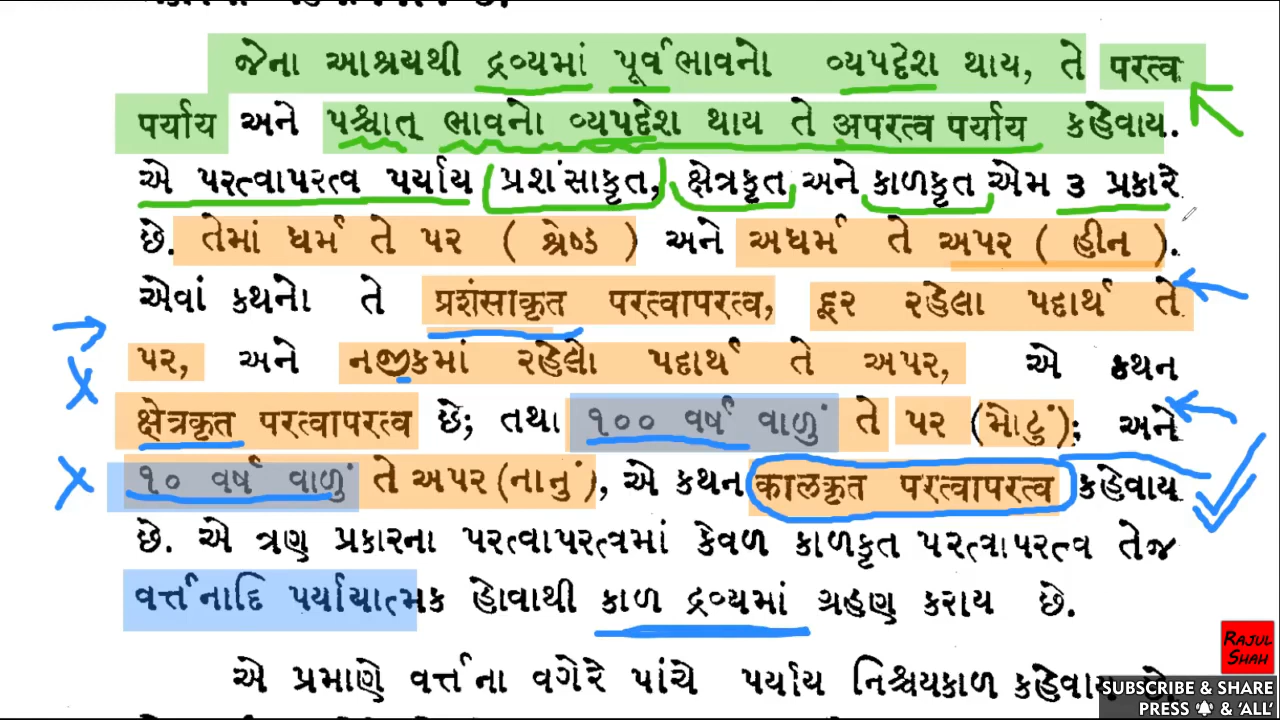 જેના આશ્રયથી દ્રવ્યમાં પૂર્વ ભાવનો વ્યપદેશ થાય, તે પરત્વ
પર્યાય અને પશ્ચાત્ ભાવનો વ્યપદેશ થાય તે અપરત્વ પર્યાય કહેવાય.
એ પરત્વાપરત્વ પર્યાય પ્રશંસાકૃત, ક્ષેત્રકૃત અને કાળકૃત એમ ૩ પ્રકારે
છે. તેમાં ધર્મ તે પર ( શ્રેષ્ઠ ) અને અધર્મ તે અપર ( હીન ).
એવાં કથનો તે પ્રશંસાકૃત પરત્વાપરત્વ, દૂર રહેલા પદાર્થ તે
પર, અને નજીકમાં રહેલો પદાર્થ તે અપર, એ કથન
ક્ષેત્રકૃત પરત્વાપરત્વ છે; તથા ૧૦૦ વર્ષ વાળું તે પર (મોટું); અને
૧૦ વર્ષ વાળું તે અપર (નાનું), એ કથન કાલકૃત પરત્વાપરત્વ કહેવાય
છે. એ ત્રણ પ્રકારના પરત્વાપરત્વમાં કેવળ કાળકૃત પરત્વાપરત્વ તેજ
વર્ત્તનાદિ પર્યાયાત્મક હોવાથી કાળ દ્રવ્યમાં ગ્રહણ કરાય છે.
એ પ્રમાણે વર્ત્તના વગેરે પાંચે પર્યાય નિશ્ચયકાળ કહેવાય છે.
RAJUL
SHAH
SUBSCRIBE & SHARE
PRESS 🔔 & 'ALL'